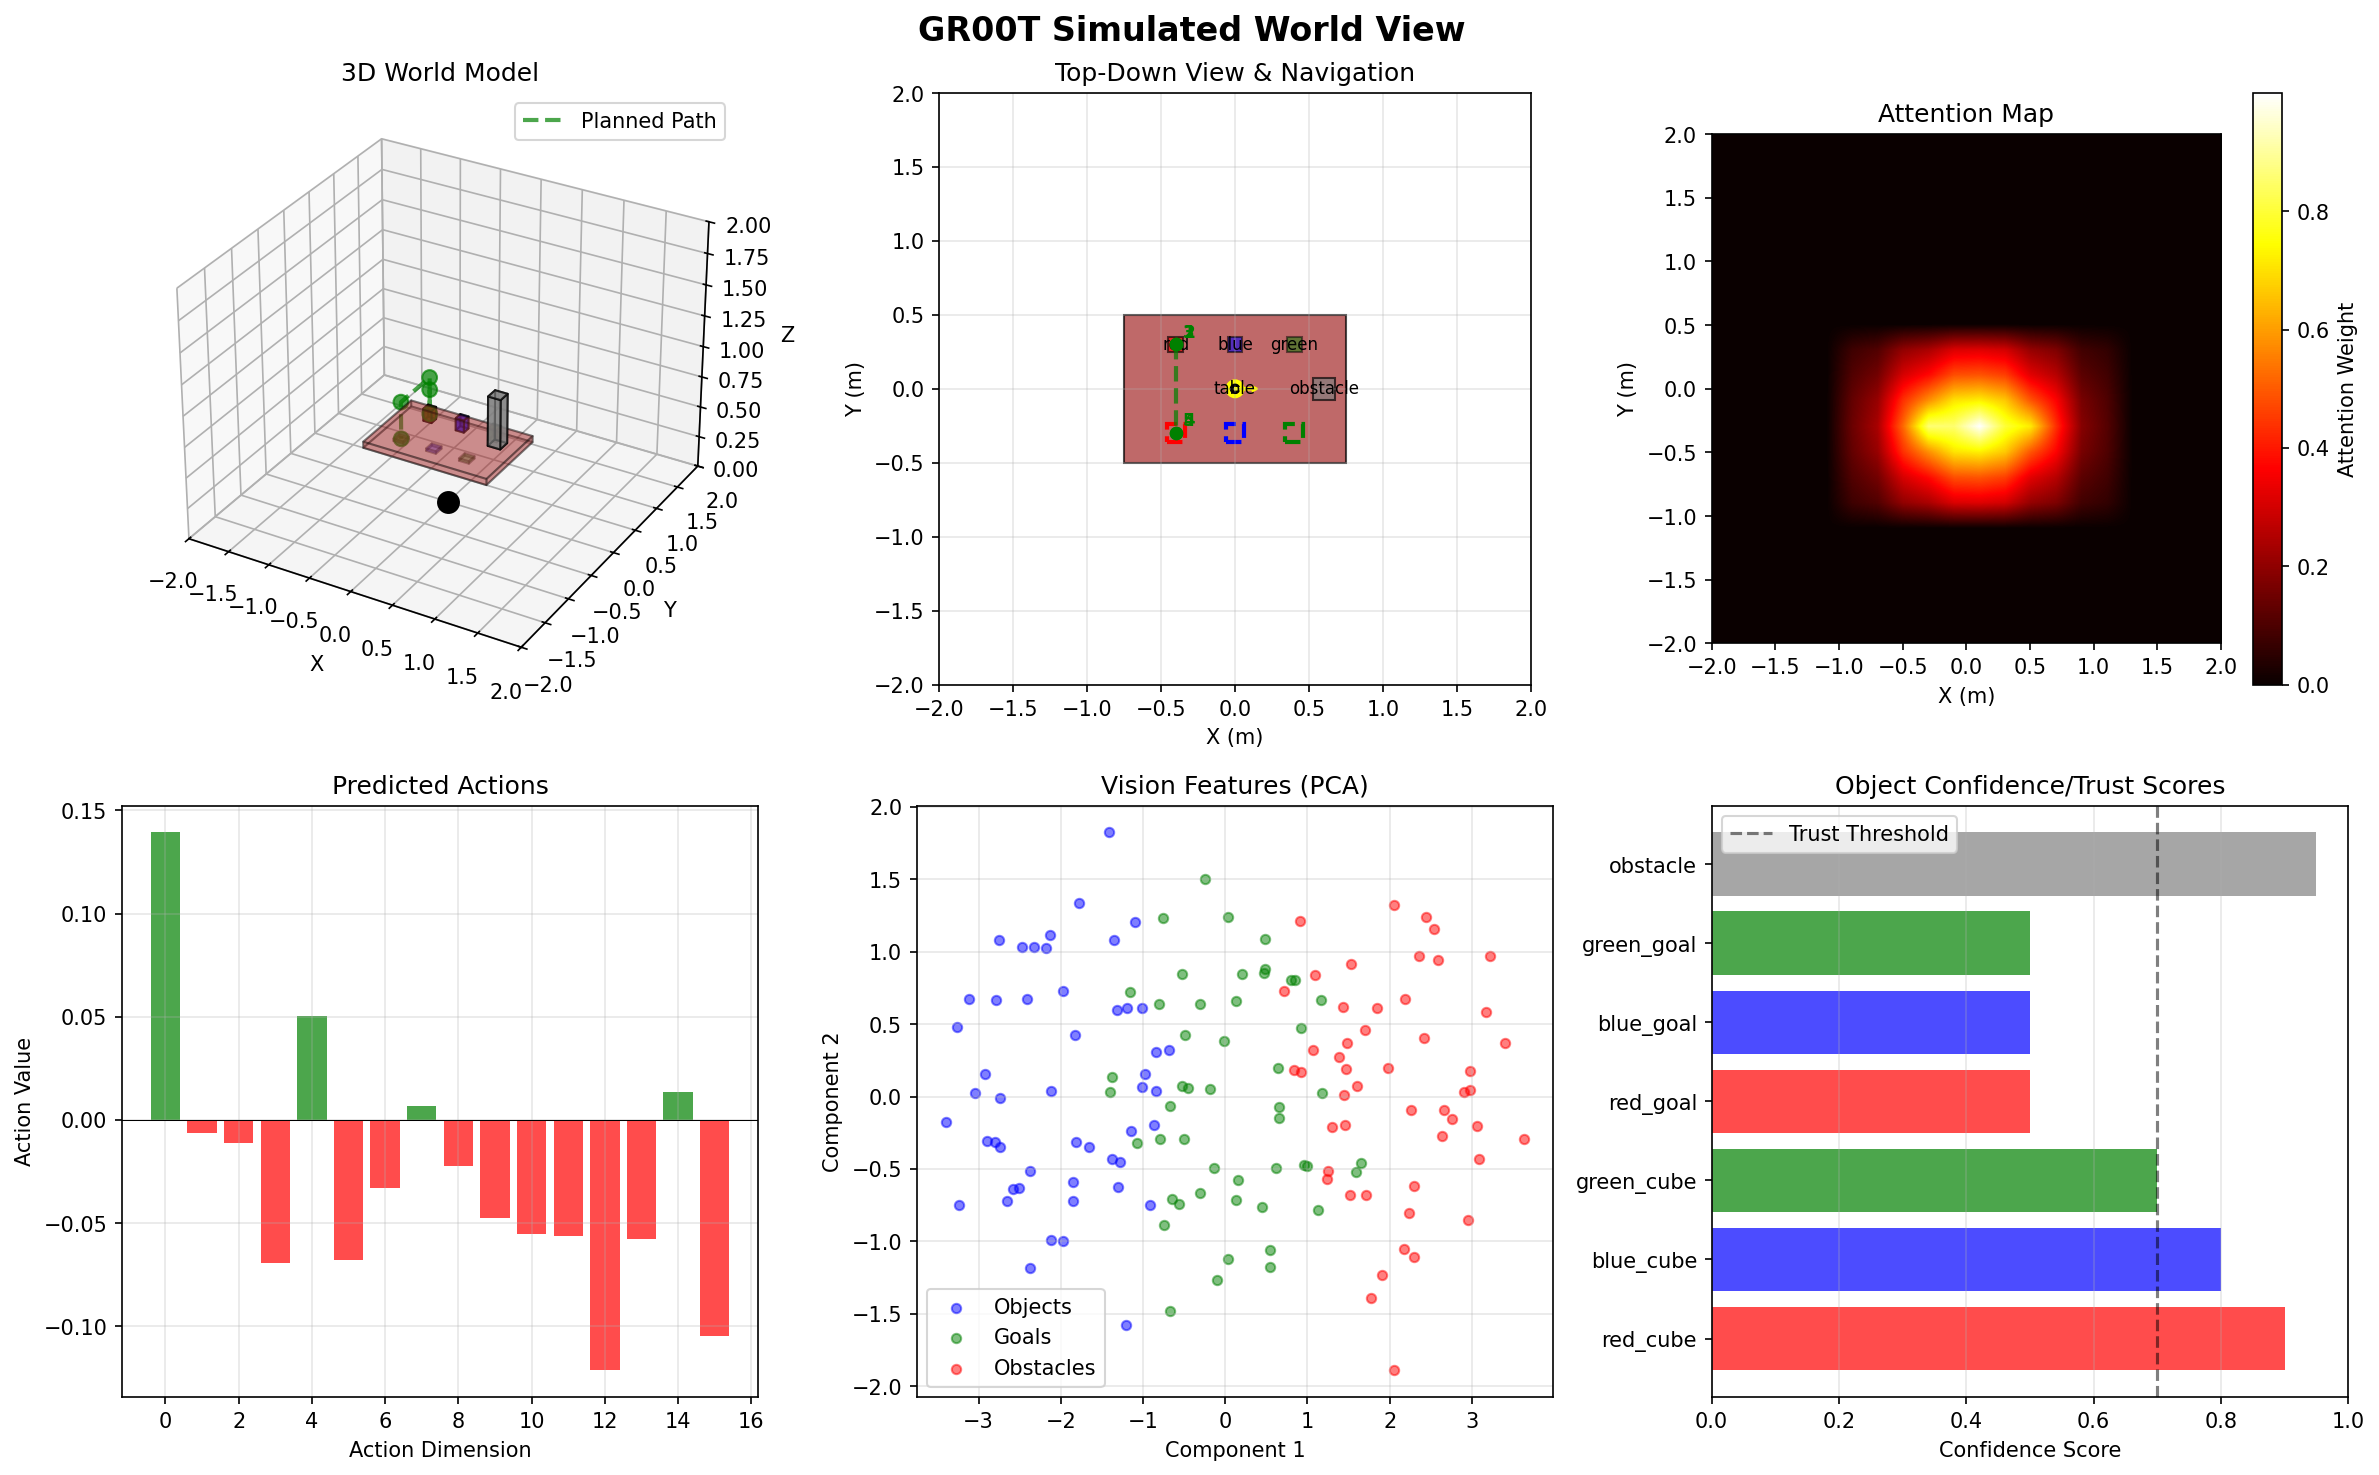 GR00T Simulated World View
3D World Model
Planned Path
2.00
1.75
1.50
1.25
1.00
0.75
0.50
0.25
0.00
Z
2.0
1.5
1.0
0.5
0.0
−0.5
−1.0
−1.5
−2.0
Y
−2.0
−1.5
−1.0
−0.5
0.0
0.5
1.0
1.5
2.0
X
Top-Down View & Navigation
2.0
1.5
1.0
0.5
0.0
−0.5
−1.0
−1.5
−2.0
Y (m)
red
blue
green
table
obstacle
−2.0 −1.5 −1.0 −0.5 0.0 0.5 1.0 1.5 2.0
X (m)
Attention Map
2.0
1.5
1.0
0.5
0.0
−0.5
−1.0
−1.5
−2.0
Y (m)
−2.0 −1.5 −1.0 −0.5 0.0 0.5 1.0 1.5 2.0
X (m)
0.8
0.6
0.4
0.2
0.0
Attention Weight
Predicted Actions
0.15
0.10
0.05
0.00
−0.05
−0.10
Action Value
0 2 4 6 8 10 12 14 16
Action Dimension
Vision Features (PCA)
2.0
1.5
1.0
0.5
0.0
−0.5
−1.0
−1.5
−2.0
Component 2
Objects
Goals
Obstacles
−3 −2 −1 0 1 2 3
Component 1
Object Confidence/Trust Scores
Trust Threshold
obstacle
green_goal
blue_goal
red_goal
green_cube
blue_cube
red_cube
0.0 0.2 0.4 0.6 0.8 1.0
Confidence Score